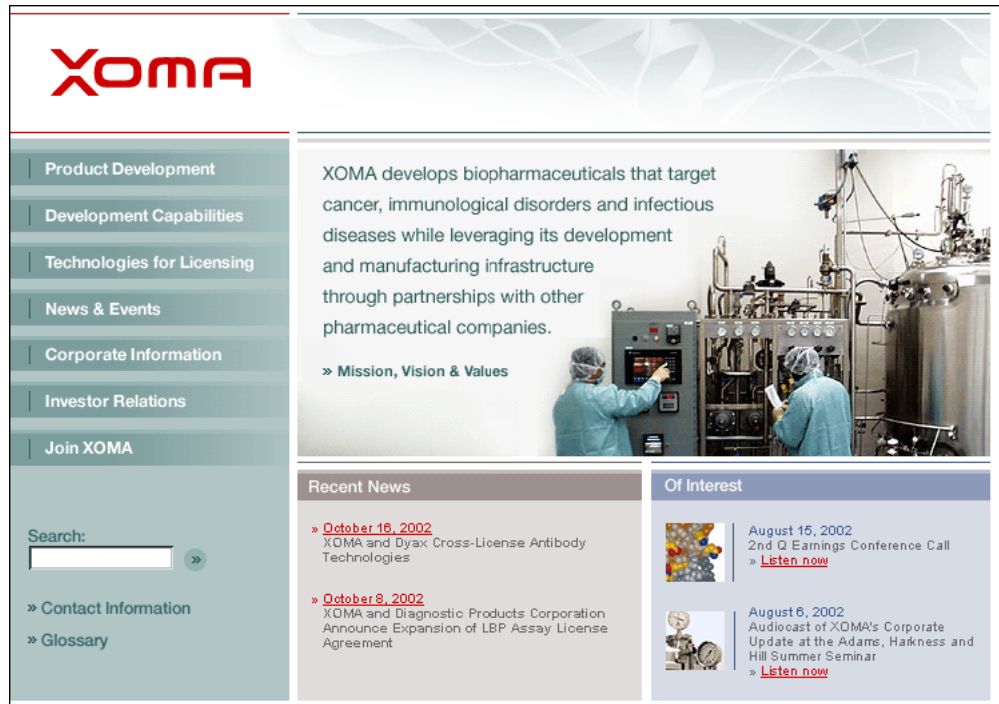 XOMA
Product Development
Development Capabilities
Technologies for Licensing
News & Events
Corporate Information
Investor Relations
Join XOMA
Search:
»
» Contact Information
» Glossary
XOMA develops biopharmaceuticals that target
cancer, immunological disorders and infectious
diseases while leveraging its development
and manufacturing infrastructure
through partnerships with other
pharmaceutical companies.
» Mission, Vision & Values
Recent News
» October 16, 2002
XOMA and Dyax Cross-License Antibody
Technologies
» October 8, 2002
XOMA and Diagnostic Products Corporation
Announce Expansion of LBP Assay License
Agreement
Of Interest
August 15, 2002
2nd Q Earnings Conference Call
» Listen now
August 6, 2002
Audiocast of XOMA's Corporate
Update at the Adams, Harkness and
Hill Summer Seminar
» Listen now